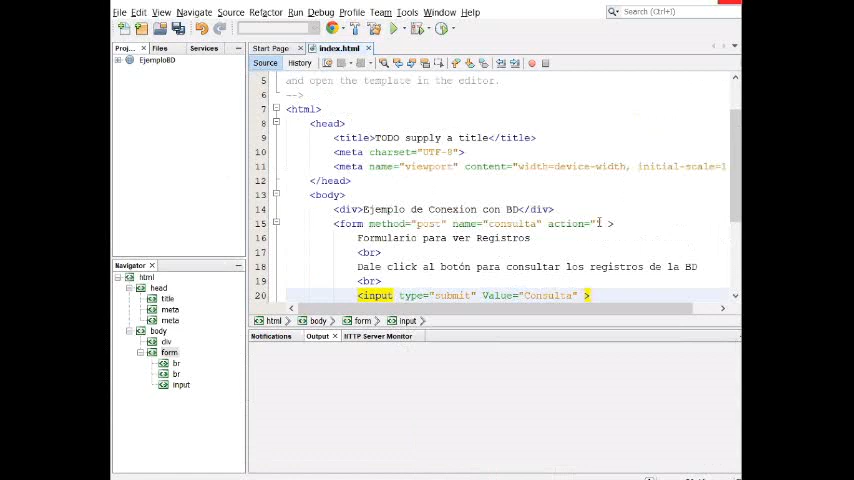 File Edit View Navigate Source Refactor Run Debug Profile Team Tools Window Help
Search (Ctrl+I)
Proj... Files Services
Start Page index.html
EjemploBD
Source History
5 and open the template in the editor.
6 -->
7 <html>
8 <head>
9 <title>TODO supply a title</title>
10 <meta charset="UTF-8">
11 <meta name="viewport" content="width=device-width, initial-scale=1
12 </head>
13 <body>
14 <div>Ejemplo de Conexion con BD</div>
15 <form method="post" name="consulta" action="" >
16 Formulario para ver Registros
17 <br>
18 Dale click al botón para consultar los registros de la BD
19 <br>
20 <input type="submit" Value="Consulta" >
Navigator
html
head
title
meta
meta
body
div
form
br
br
input
html body form input
Notifications Output HTTP Server Monitor